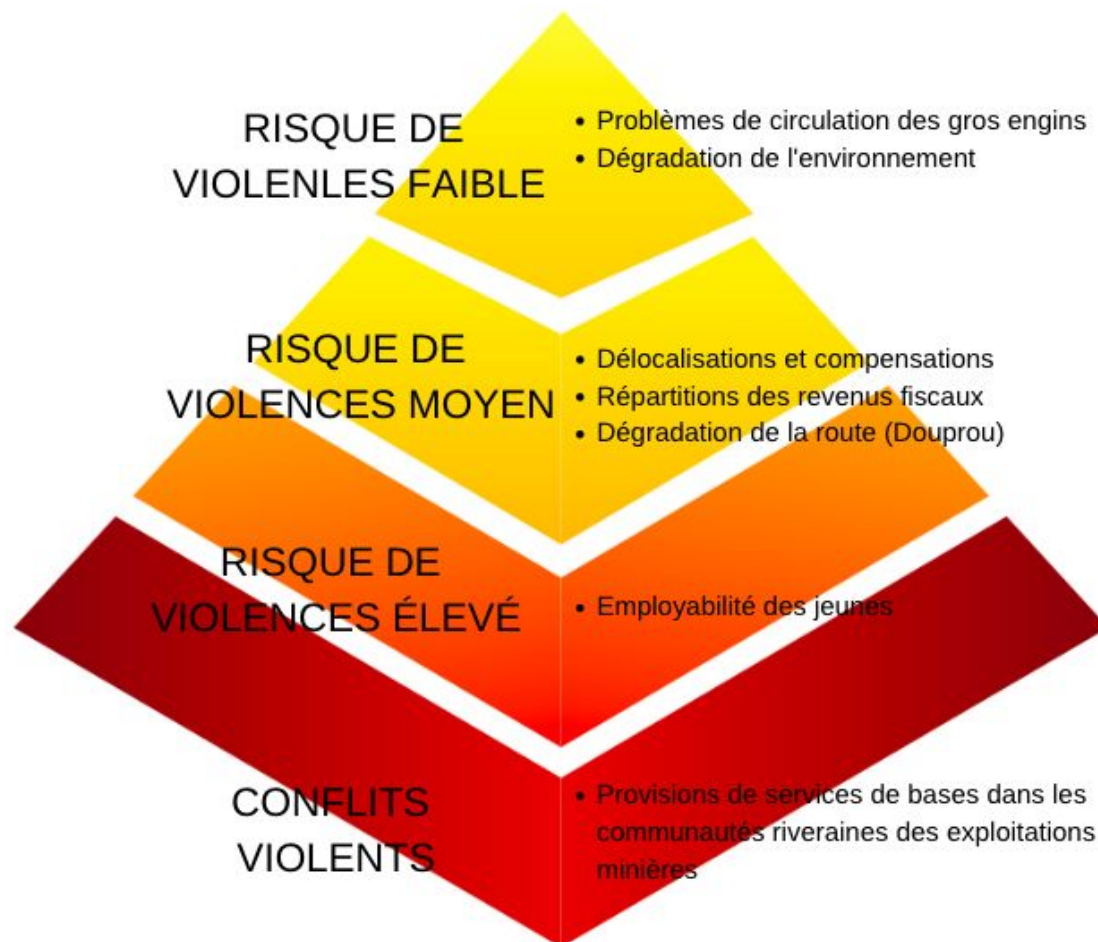 RISQUE DE
VIOLENLES FAIBLE
• Problèmes de circulation des gros engins
• Dégradation de l'environnement
RISQUE DE
VIOLENCES MOYEN
• Délocalisations et compensations
• Répartitions des revenus fiscaux
• Dégradation de la route (Douprou)
RISQUE DE
VIOLENCES ÉLEVÉ
• Employabilité des jeunes
CONFLITS
VIOLENTS
• Provisions de services de bases dans les
communautés riveraines des exploitations
minières